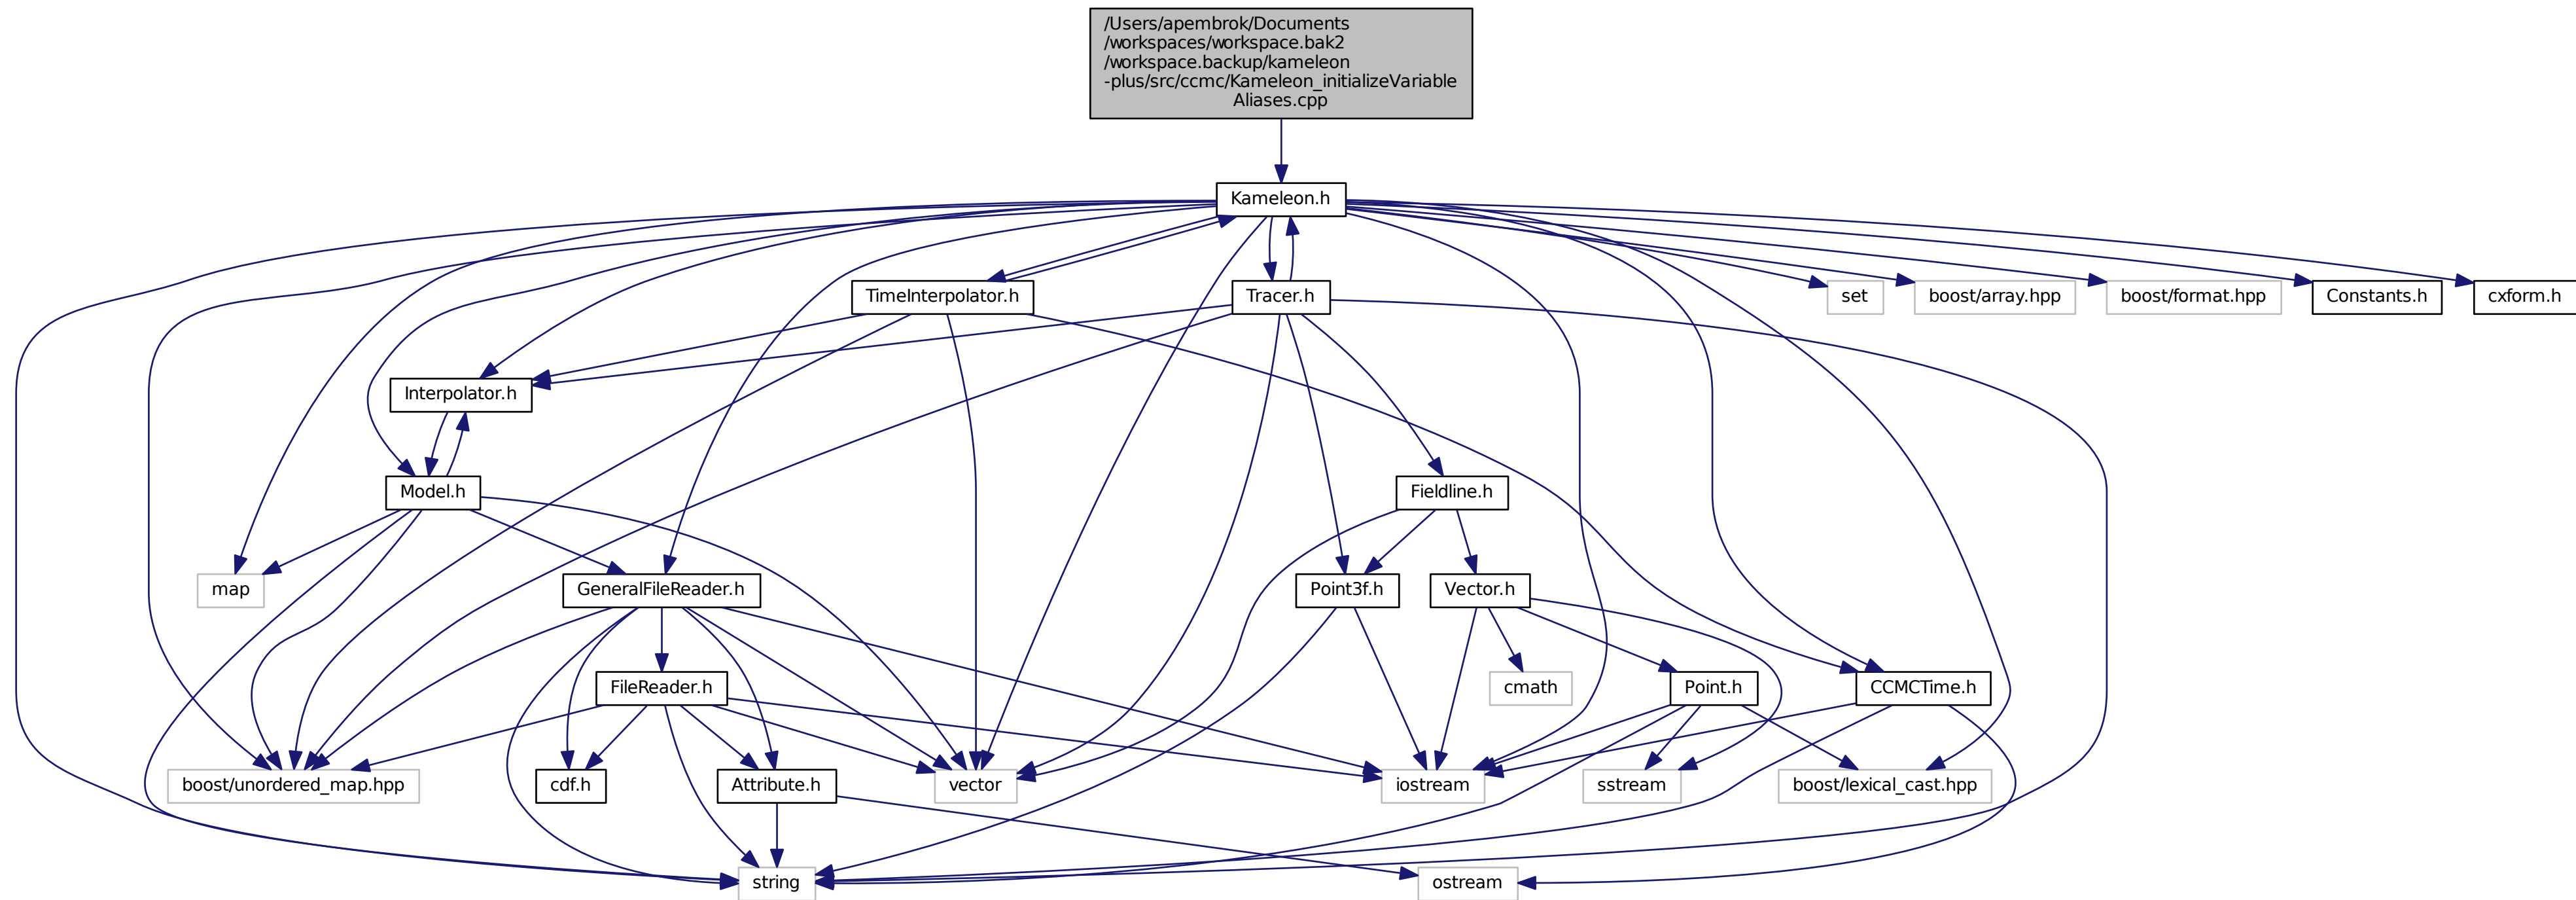 /Users/apembrok/Documents
/workspaces/workspace.bak2
/workspace.backup/kameleon
-plus/src/ccmc/Kameleon_initializeVariable
Aliases.cpp
Kameleon.h
TimeInterpolator.h
Tracer.h
set
boost/array.hpp
boost/format.hpp
Constants.h
cxform.h
Interpolator.h
Model.h
Fieldline.h
map
GeneralFileReader.h
Point3f.h
Vector.h
FileReader.h
cmath
Point.h
CCMCTime.h
boost/unordered_map.hpp
cdf.h
Attribute.h
vector
iostream
sstream
boost/lexical_cast.hpp
string
ostream